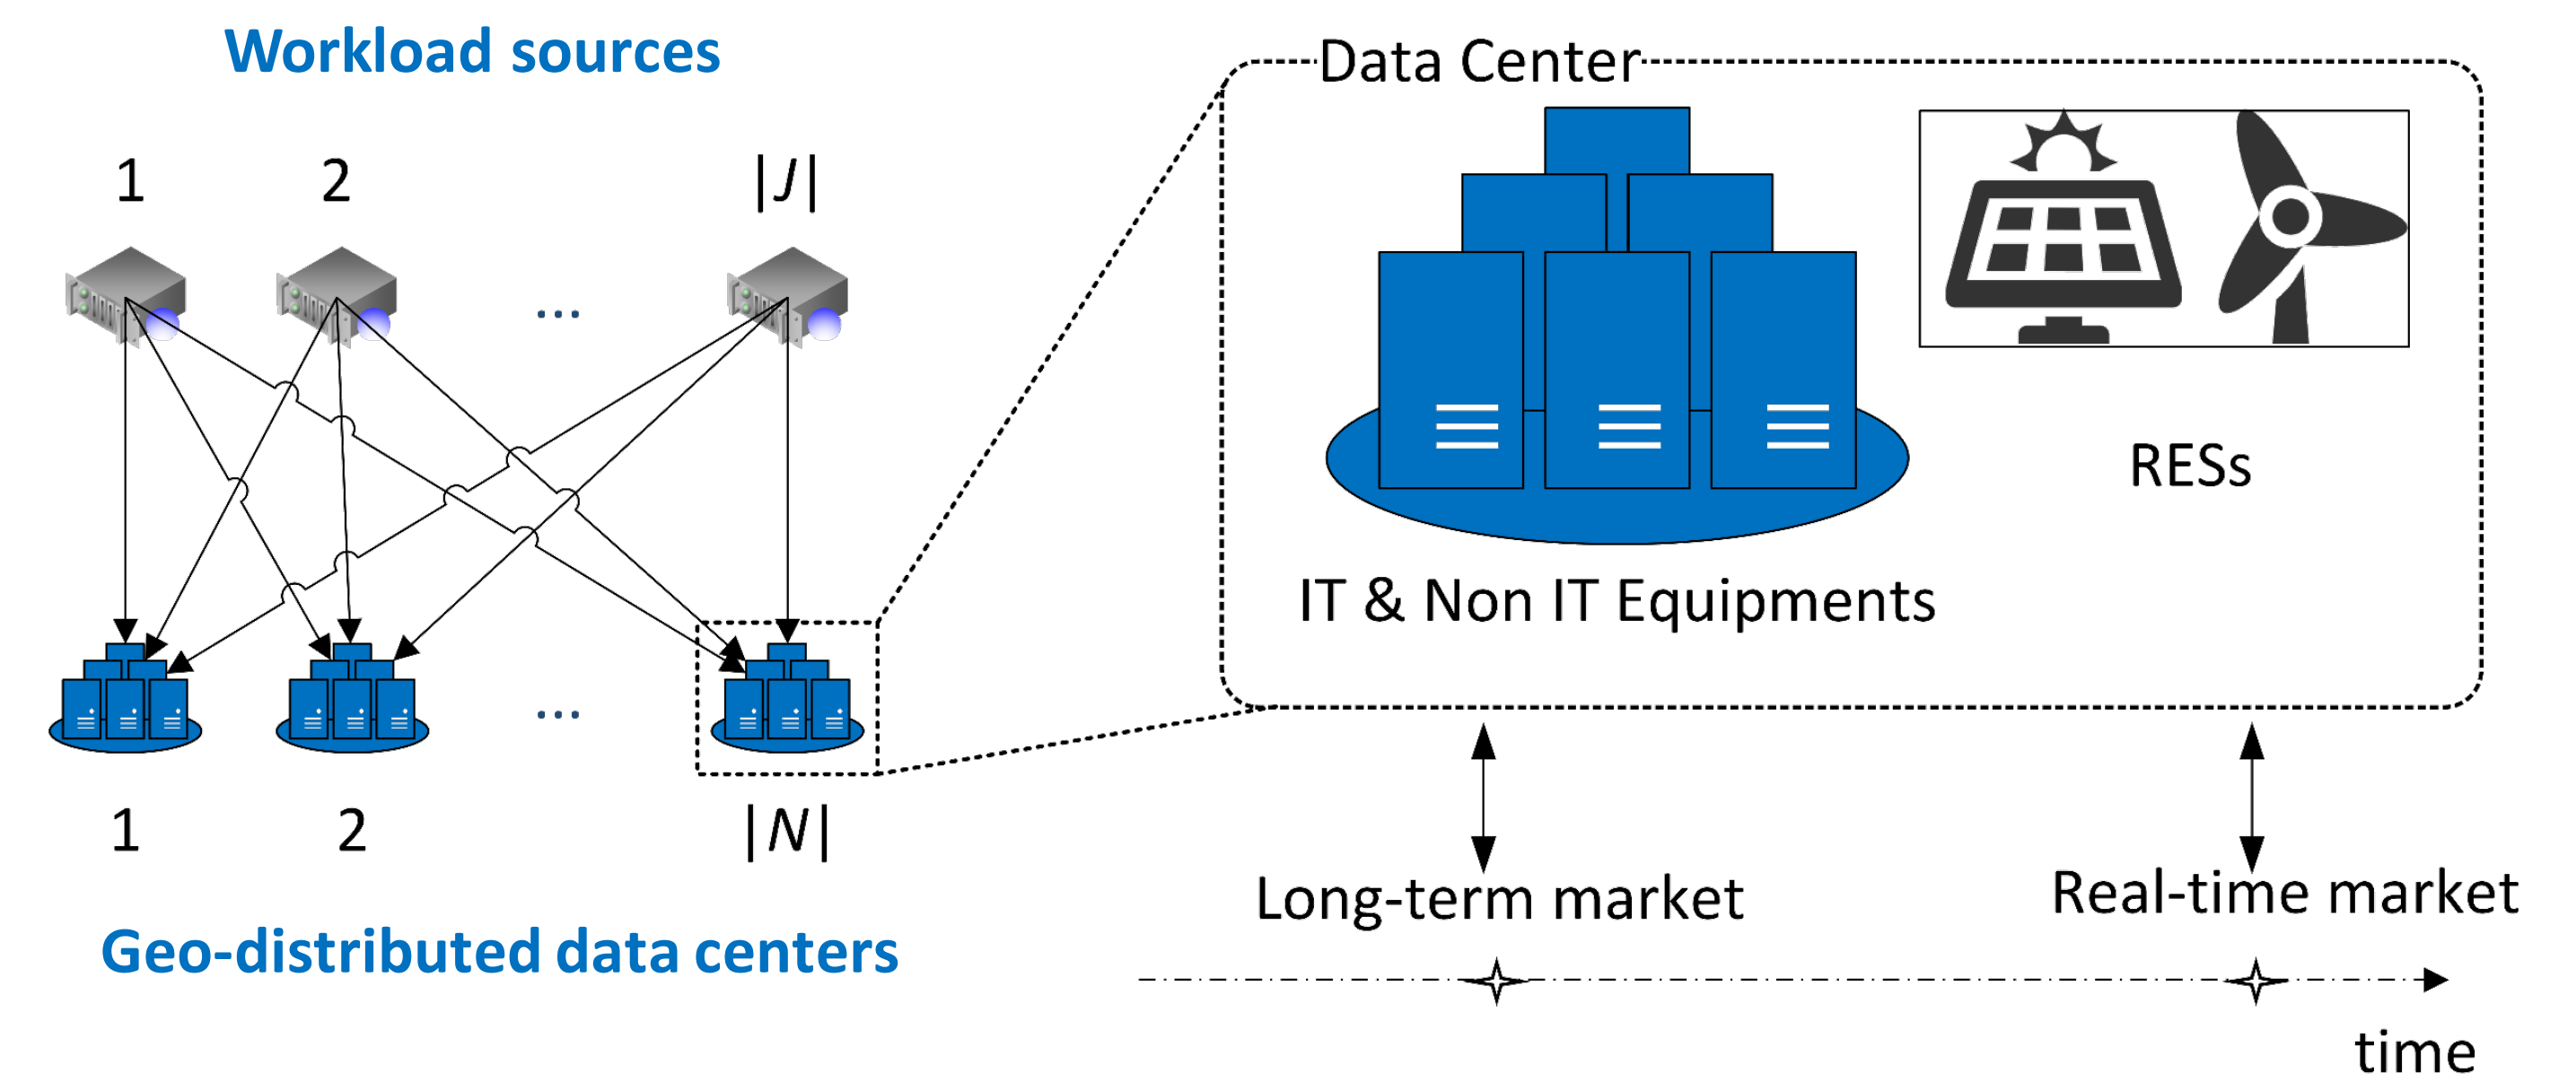 Workload sources
1 2 |J|
...
1 2 |N|
...
Geo-distributed data centers
Data Center
RESs
IT & Non IT Equipments
Long-term market
Real-time market
time